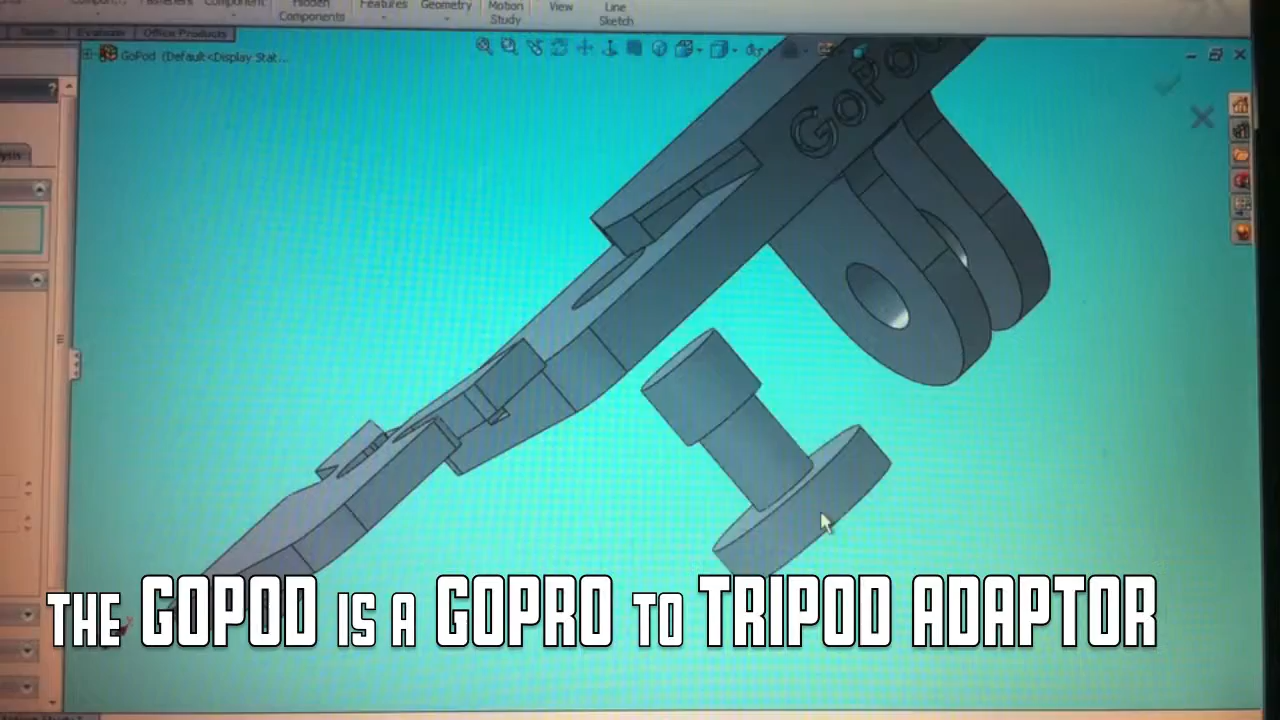 Hidden
Components
Features
Geometry
Motion
Study
View
Line
Sketch
Evaluate
Office Products
GoPod (Default<Display Stat...
?
GoPod
THE GOPOD IS A GOPRO TO TRIPOD ADAPTOR